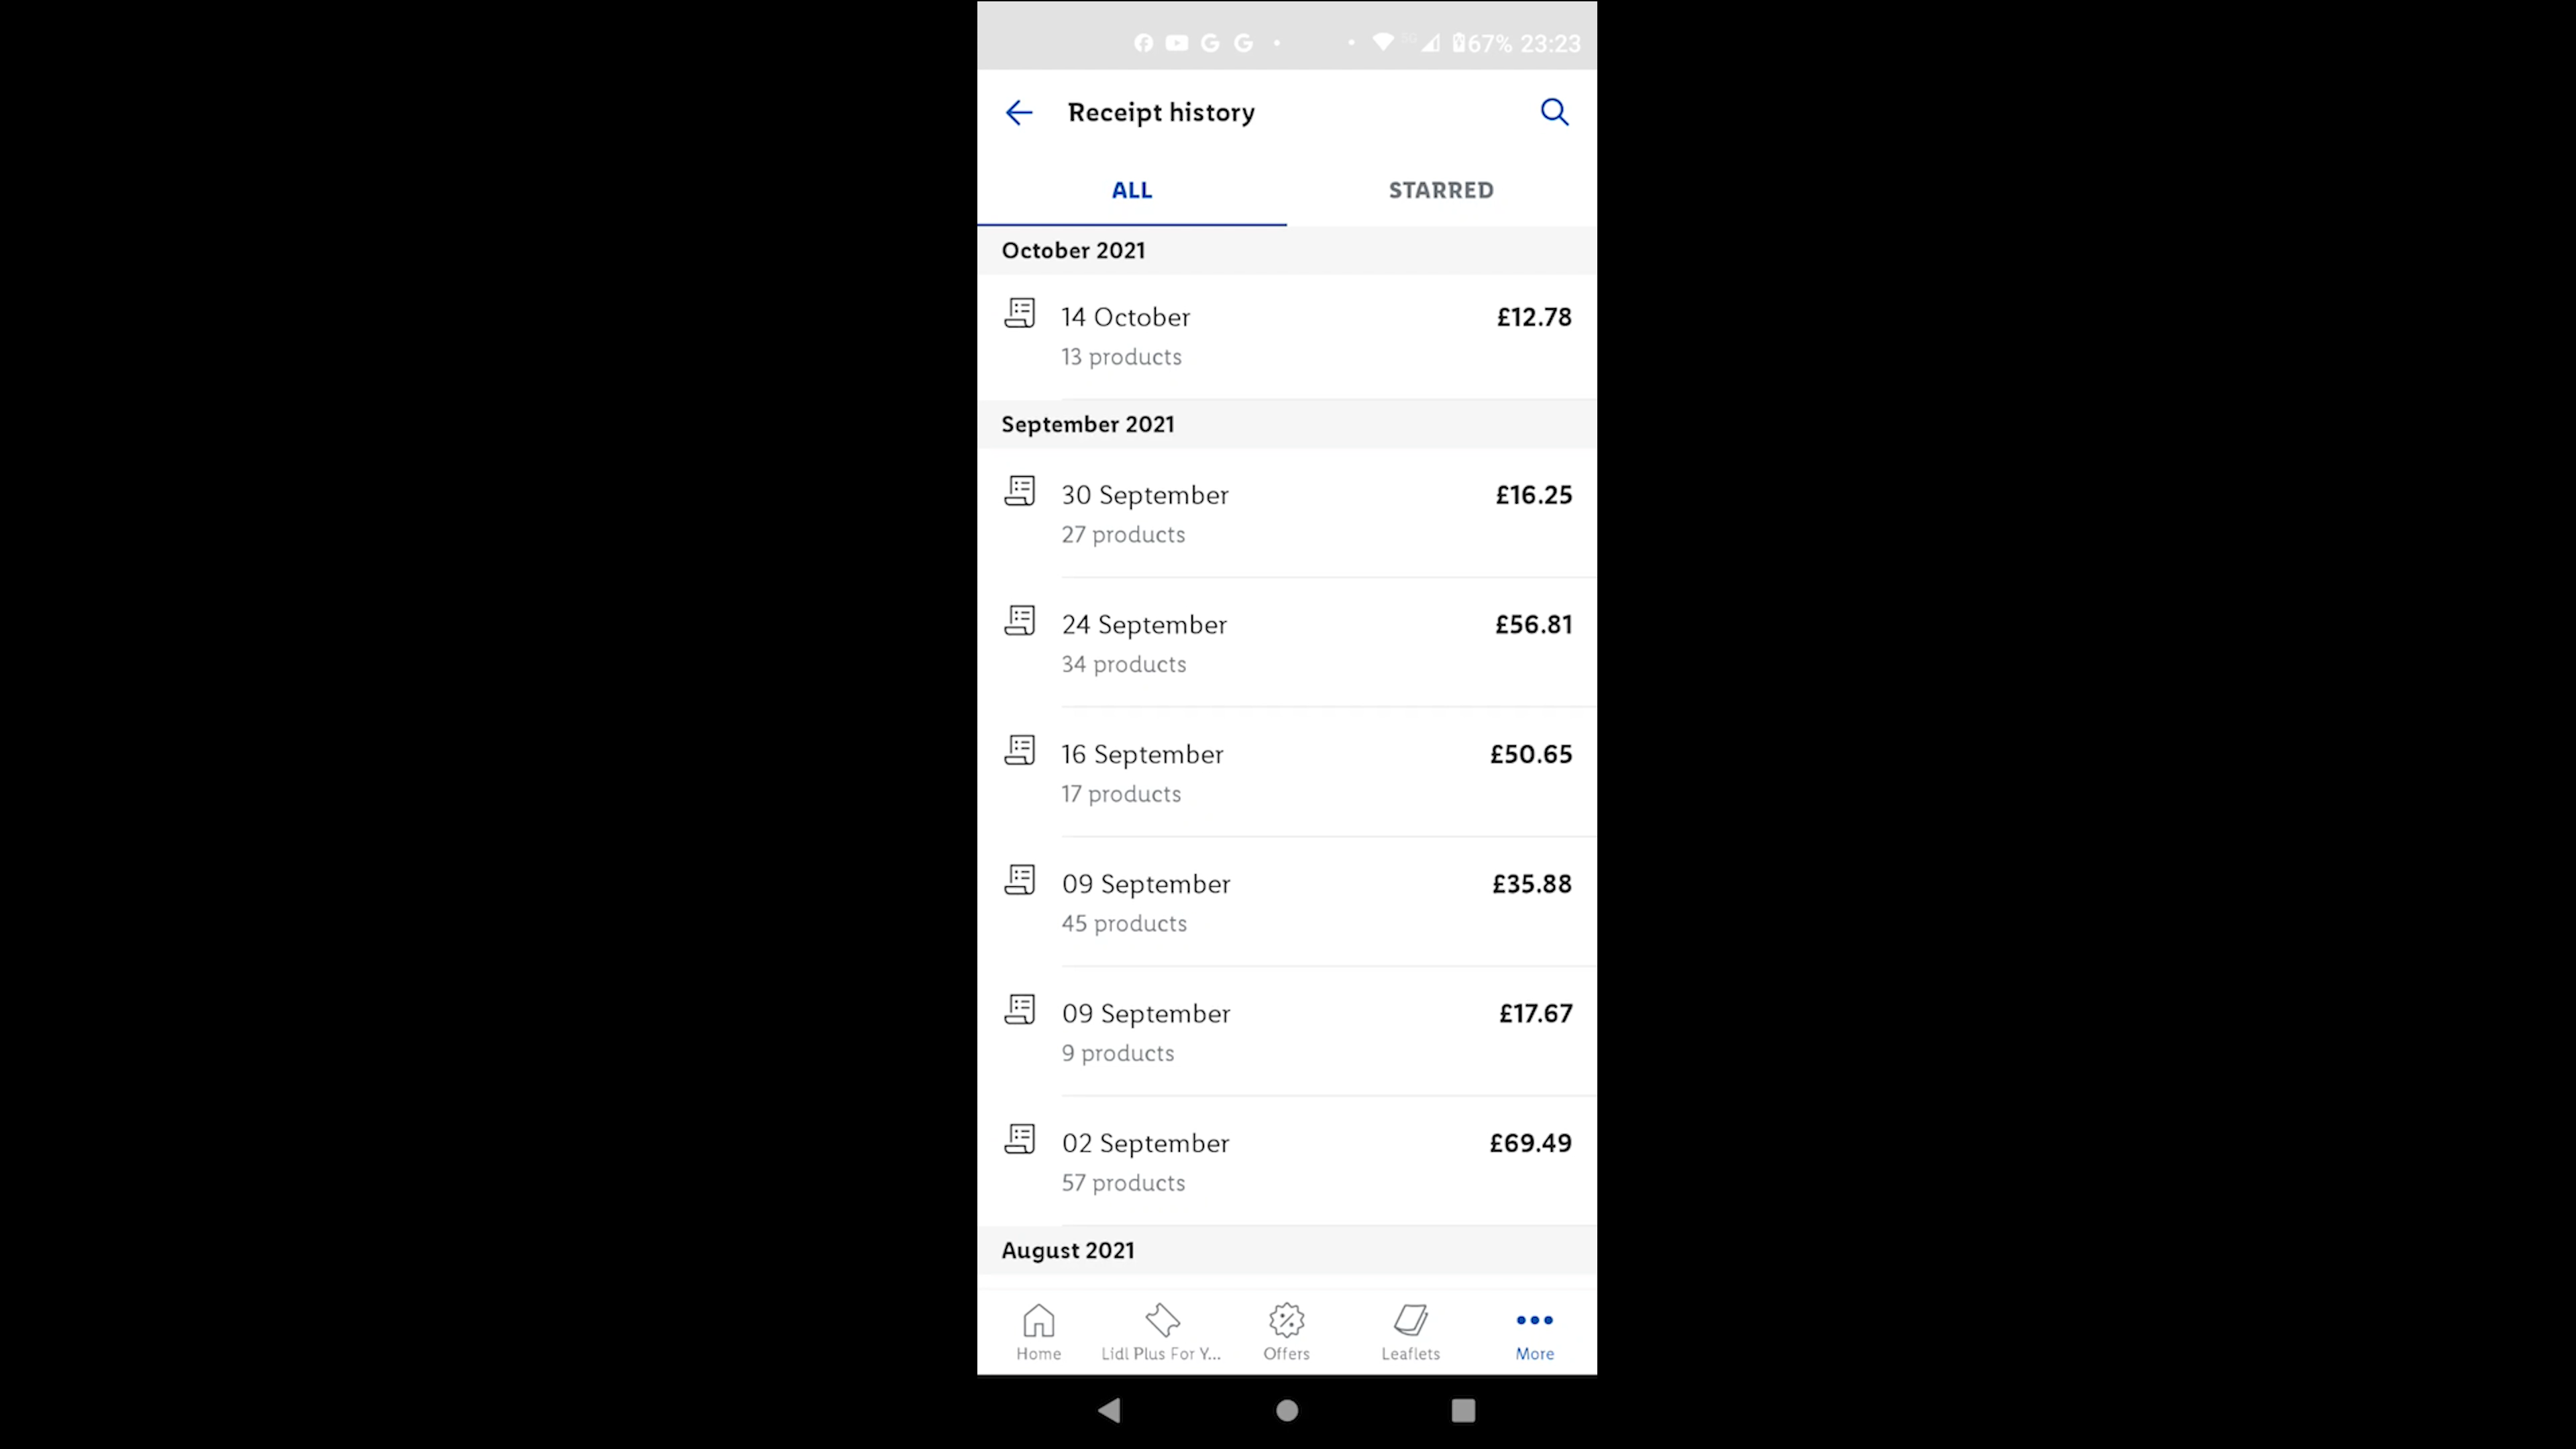 67% 23:23
Receipt history
ALL STARRED
October 2021
14 October £12.78
13 products
September 2021
30 September £16.25
27 products
24 September £56.81
34 products
16 September £50.65
17 products
09 September £35.88
45 products
09 September £17.67
9 products
02 September £69.49
57 products
August 2021
Home Lidl Plus For Y... Offers Leaflets More